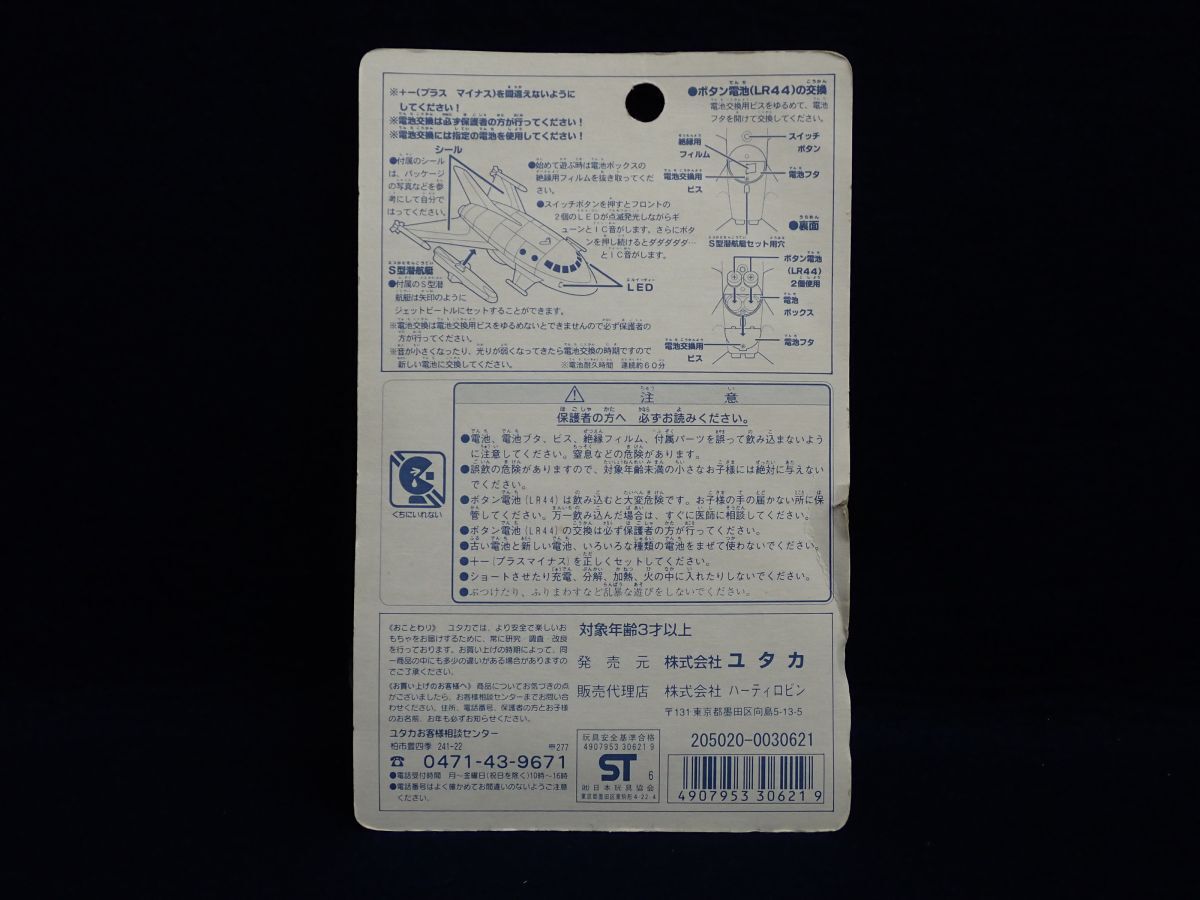 ※+−(プラス マイナス)を間違えないように
してください!
※電池交換は必ず保護者の方が行ってください!
※電池交換には指定の電池を使用してください!
シール
●付属のシール
は、パッケージ
の写真などを参
考にして自分で
はってください。
●始めて遊ぶ時は電池ボックスの
絶縁用フィルムを抜き取ってくだ
さい。
●スイッチボタンを押すとフロントの
2個のLEDが点滅発光しながらギ
ューンとIC音がします。さらにボタ
ンを押し続けるとダダダダダ…
とIC音がします。
S型潜航艇
●付属のS型潜
航艇は矢印のように
ジェットビートルにセットすることができます。
LED
※電池交換は電池交換用ビスをゆるめないとできませんので必ず保護者の
方が行ってください。
※音が小さくなったり、光りが弱くなってきたら電池交換の時期ですので
新しい電池に交換してください。
※電池耐久時間 連続約60分
●ボタン電池(LR44)の交換
電池交換用ビスをゆるめて、電池
フタを開けて交換してください。
スイッチ
ボタン
絶縁用
フィルム
電池交換用
ビス
電池フタ
●裏面
S型潜航艇セット用穴
ボタン電池
(LR44)
2個使用
電池
ボックス
電池交換用
ビス
電池フタ
くちにいれない
注意
保護者の方へ 必ずお読みください。
●電池、電池ブタ、ビス、絶縁フィルム、付属パーツを誤って飲み込まないよう
に注意してください。窒息などの危険があります。
●誤飲の危険がありますので、対象年齢未満の小さなお子様には絶対に与えない
でください。
●ボタン電池(LR44)は飲み込むと大変危険です。お子様の手の届かない所に保
管してください。万一飲み込んだ場合は、すぐに医師に相談してください。
●ボタン電池(LR44)の交換は必ず保護者の方が行ってください。
●古い電池と新しい電池、いろいろな種類の電池をまぜて使わないでください。
●+−(プラスマイナス)を正しくセットしてください。
●ショートさせたり充電、分解、加熱、火の中に入れたりしないでください。
●ぶつけたり、ふりまわすなど乱暴な遊びをしないでください。
《おことわり》 ユタカでは、より安全で楽しいお
もちゃをお届けするために、常に研究・調査・改良
を行っております。お買い上げの時期によって、同
一商品の中にも多少の違いがある場合がありますの
でご了承ください。
《お買い上げのお客様へ》商品についてお気づきの点
がございましたら、お客様相談センターまでお問い合
わせください。住所、電話番号、保護者の方とお子様
のお名前、お年も必ずお知らせください。
ユタカお客様相談センター
柏市豊四季 241-22 〒277
☎ 0471-43-9671
●電話受付時間 月〜金曜日(祝日を除く)10時〜16時
●電話番号はよく確かめてお間違いのないようご注意
ください。
対象年齢3才以上
発売元 株式会社 ユタカ
販売代理店 株式会社 ハーティロビン
〒131 東京都墨田区向島5-13-5
玩具安全基準合格
4907953 30621 9
ST 6
㈳日本玩具協会
東京都墨田区東駒形4-22-4
205020-0030621
4 907953 306219